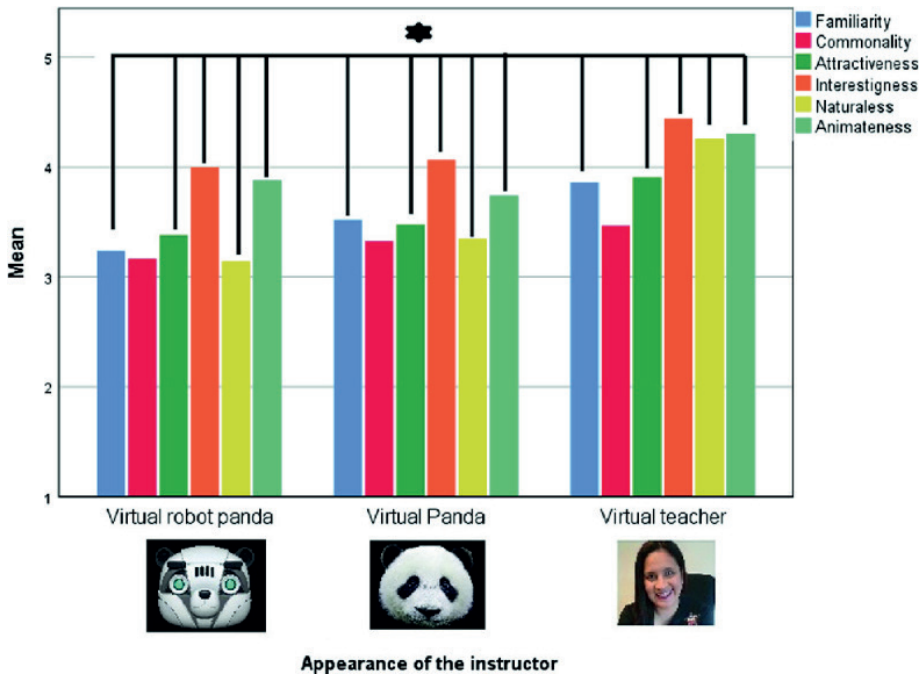 Familiarity
Commonality
Attractiveness
Interestigness
Naturaless
Animateness
5
4
3
2
1
Mean
Virtual robot panda
Virtual Panda
Virtual teacher
Appearance of the instructor